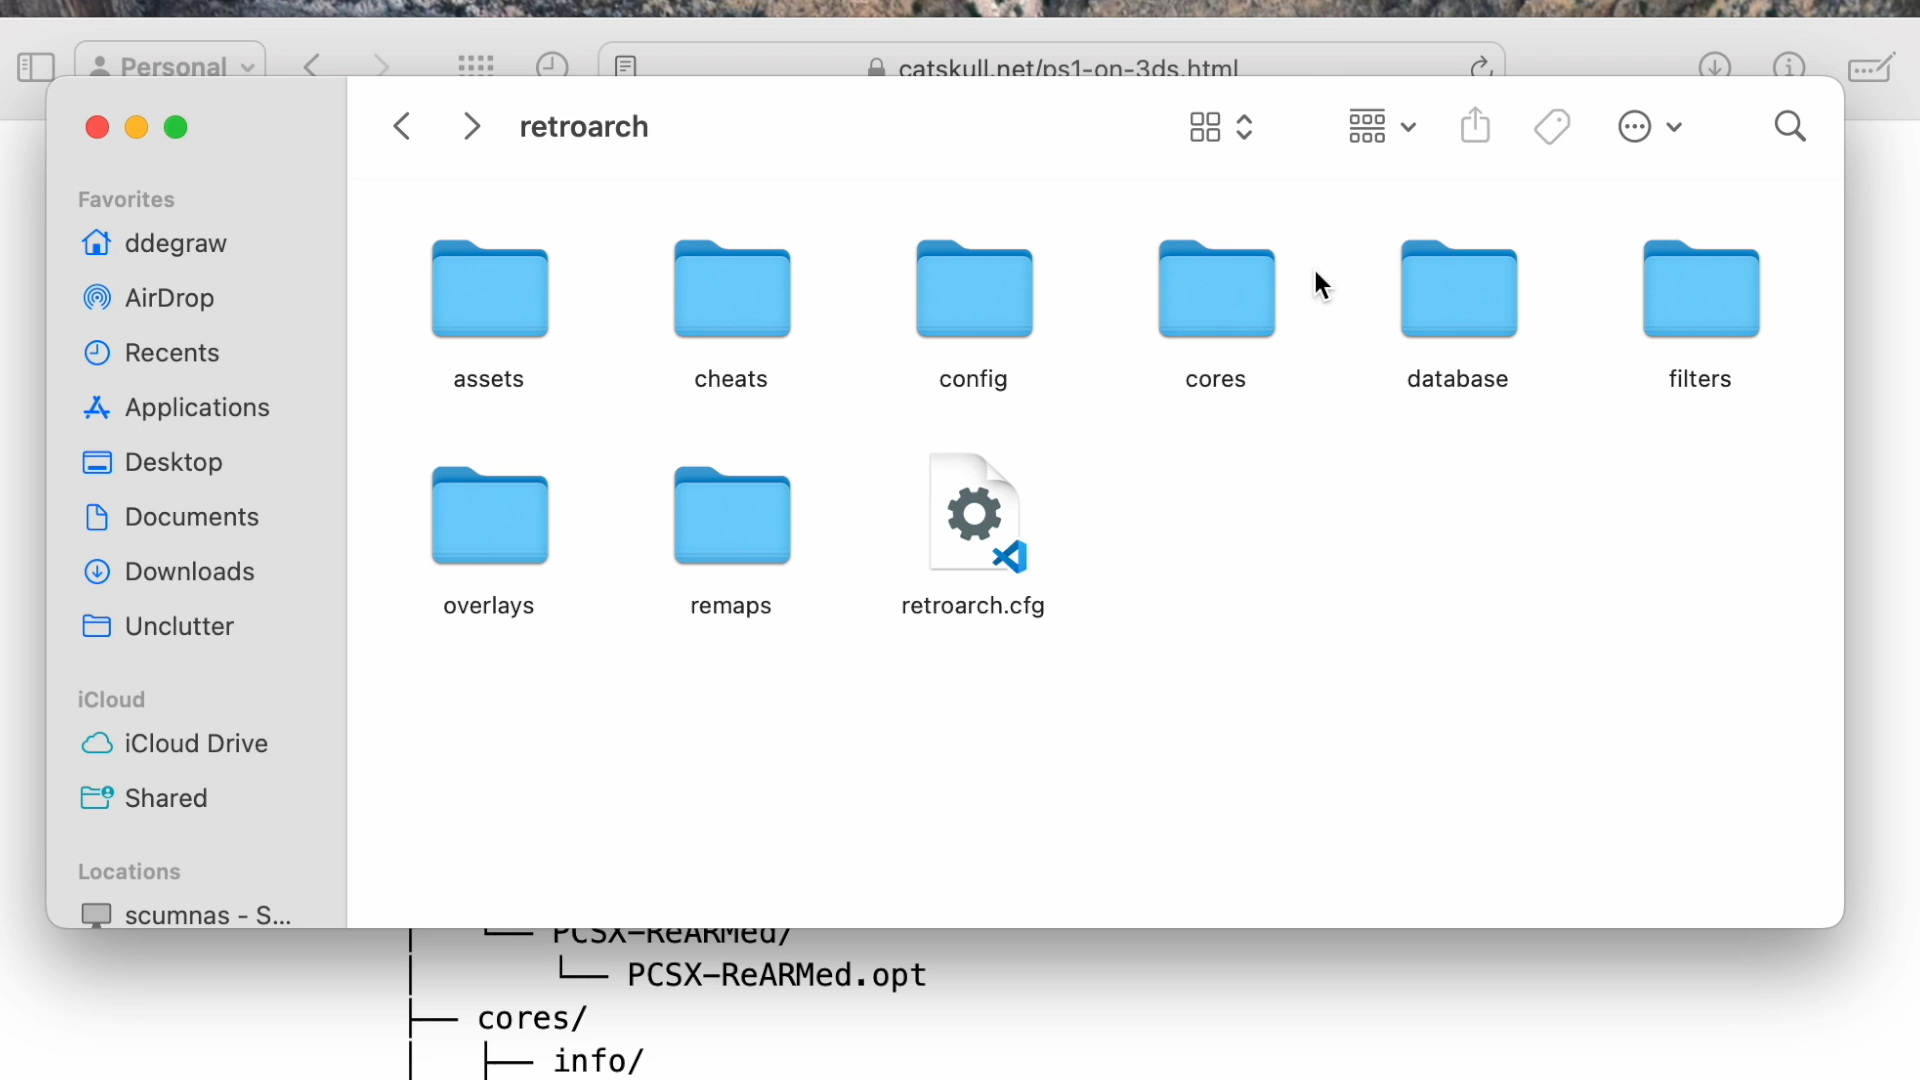 Personal
catskull.net/ps1-on-3ds.html
retroarch
Favorites
ddegraw
AirDrop
Recents
Applications
Desktop
Documents
Downloads
Unclutter
iCloud
iCloud Drive
Shared
Locations
scumnas - S...
assets cheats config cores database filters
overlays remaps retroarch.cfg
PCSX-ReARMed/
PCSX-ReARMed.opt
cores/
info/